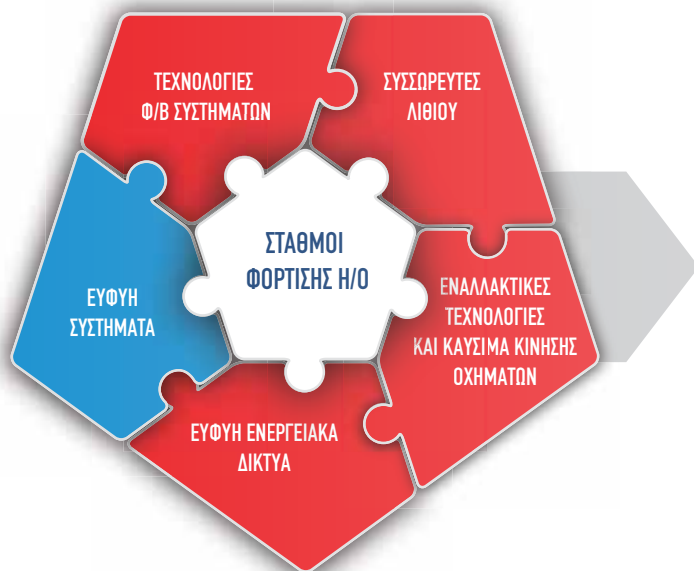 ΤΕΧΝΟΛΟΓΙΕΣ
Φ/Β ΣΥΣΤΗΜΑΤΩΝ
ΣΥΣΣΩΡΕΥΤΕΣ
ΛΙΘΙΟΥ
ΣΤΑΘΜΟΙ
ΦΟΡΤΙΣΗΣ Η/Ο
ΕΥΦΥΗ
ΣΥΣΤΗΜΑΤΑ
ΕΝΑΛΛΑΚΤΙΚΕΣ
ΤΕΧΝΟΛΟΓΙΕΣ
ΚΑΙ ΚΑΥΣΙΜΑ ΚΙΝΗΣΗΣ
ΟΧΗΜΑΤΩΝ
ΕΥΦΥΗ ΕΝΕΡΓΕΙΑΚΑ
ΔΙΚΤΥΑ